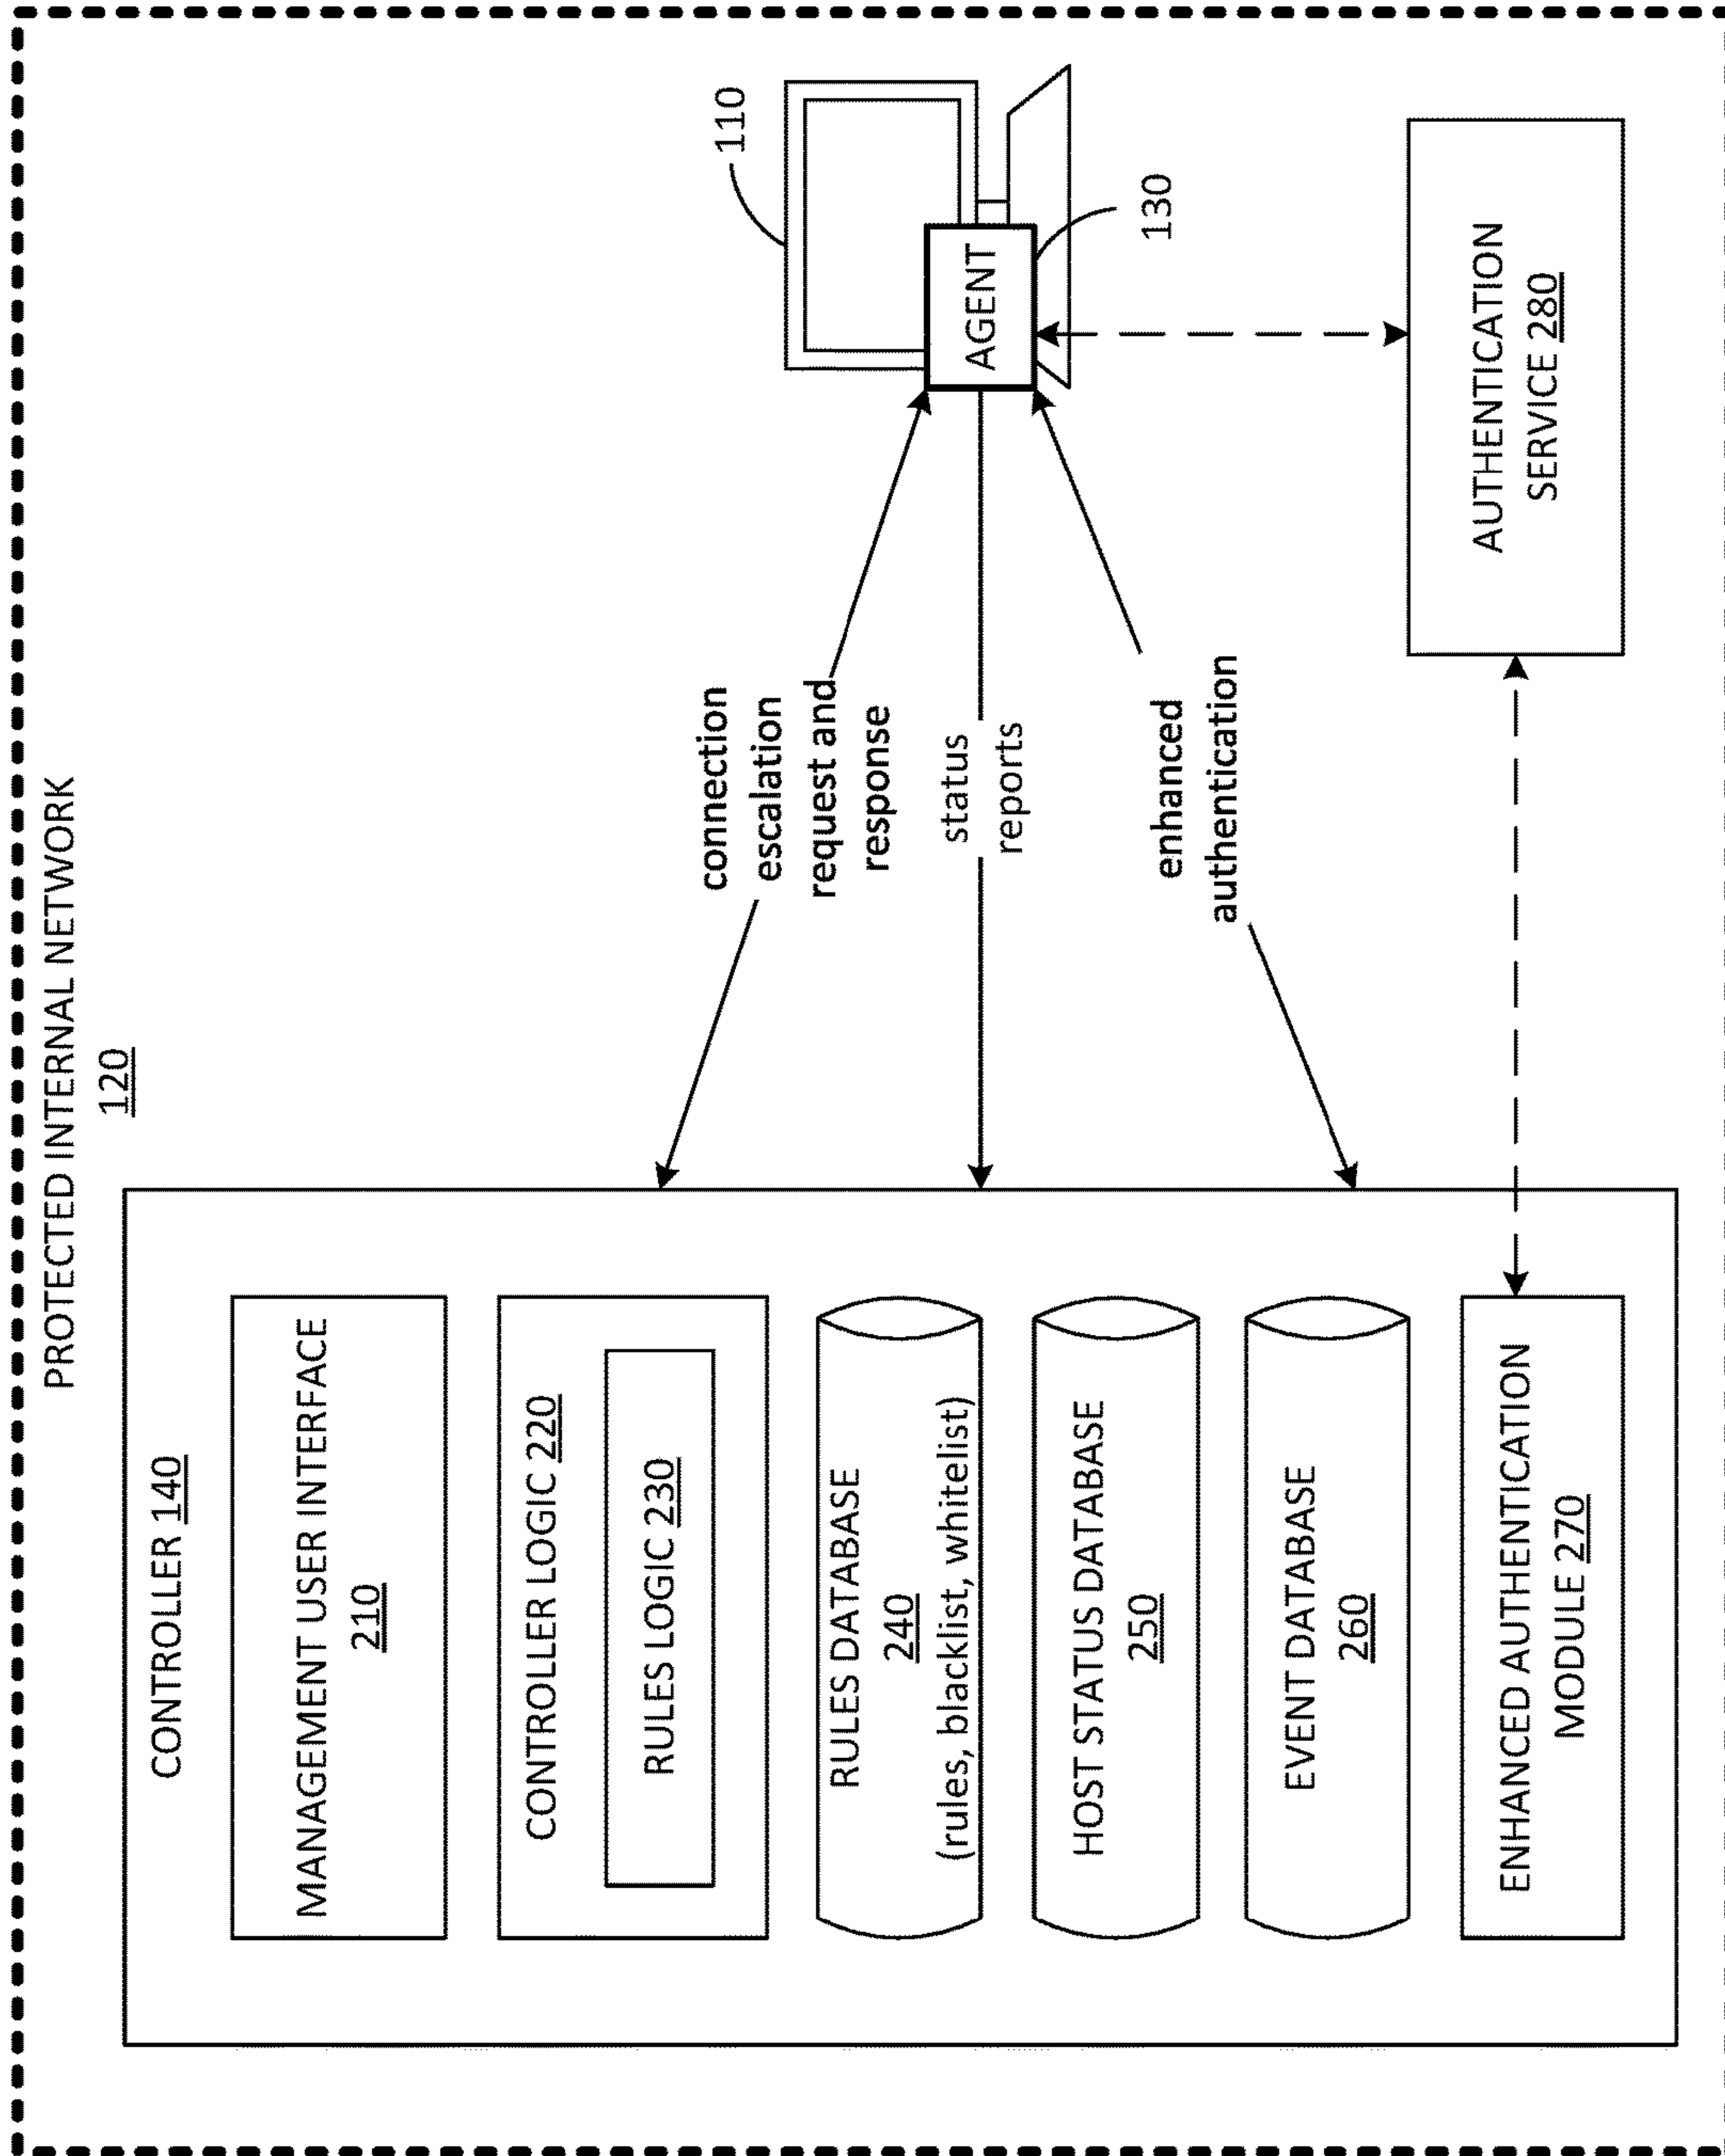 PROTECTED INTERNAL NETWORK
120
CONTROLLER 140
MANAGEMENT USER INTERFACE
210
CONTROLLER LOGIC 220
RULES LOGIC 230
RULES DATABASE
240
(rules, blacklist, whitelist)
HOST STATUS DATABASE
250
EVENT DATABASE
260
ENHANCED AUTHENTICATION
MODULE 270
connection
escalation
request and
response
status
reports
enhanced
authentication
110
AGENT
130
AUTHENTICATION
SERVICE 280